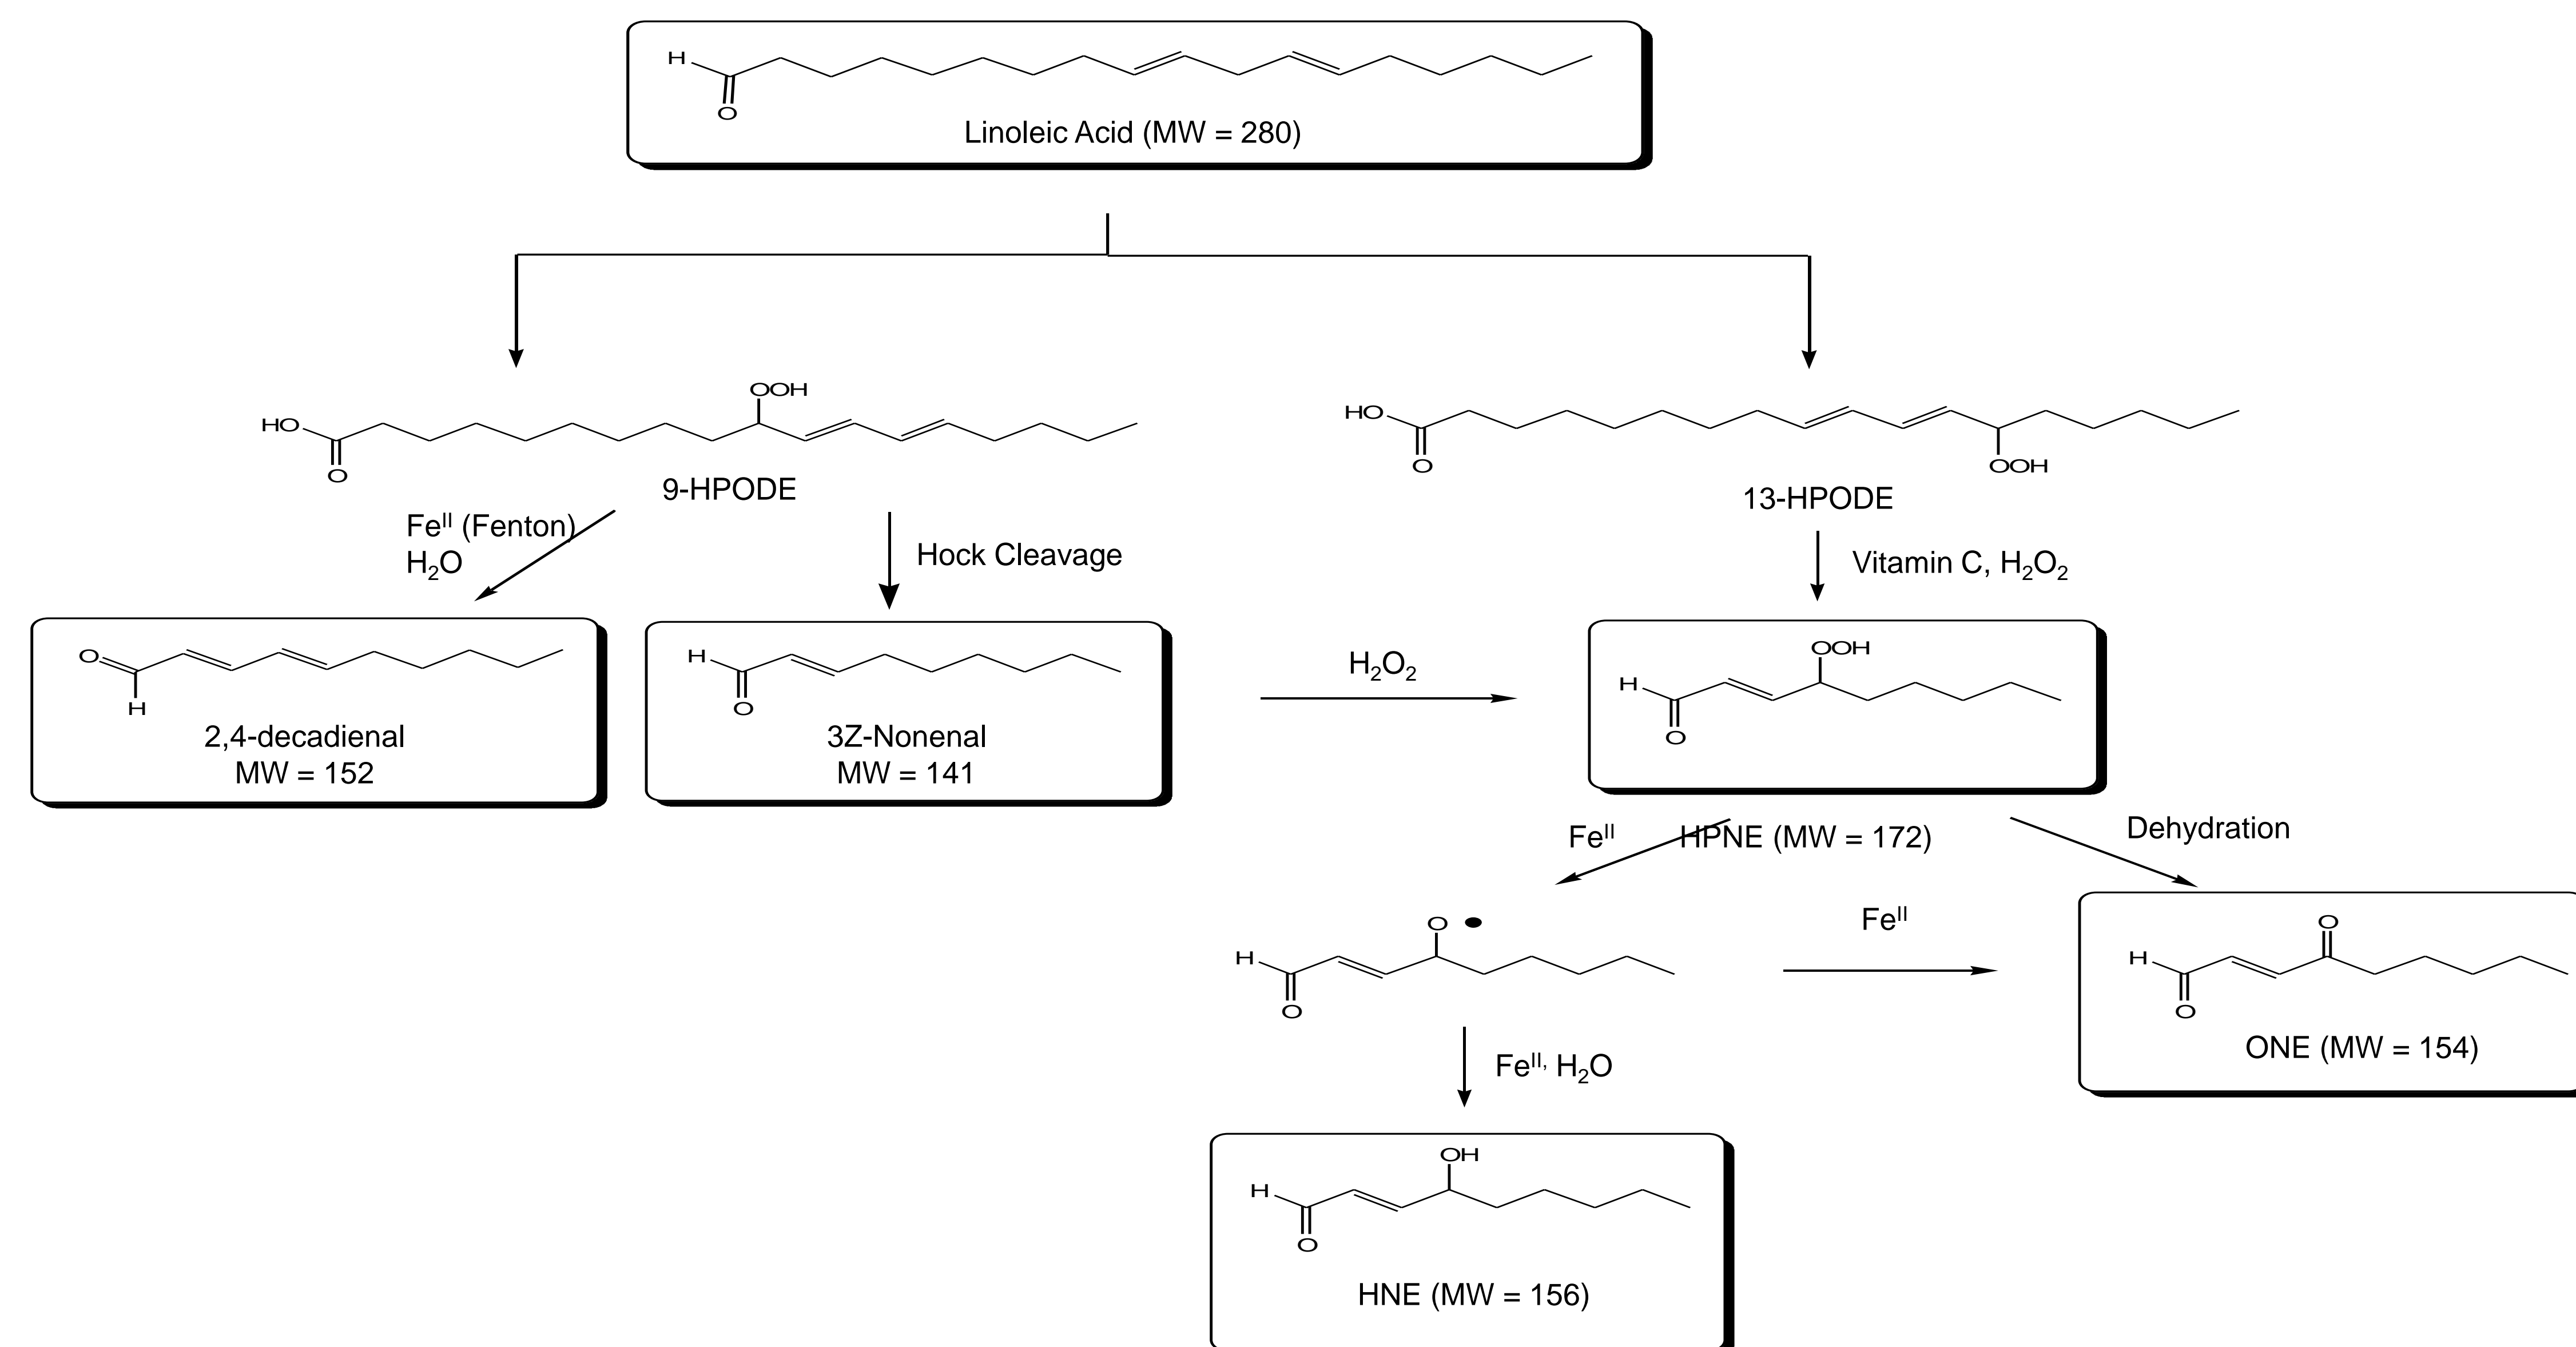 H
O
Linoleic Acid (MW = 280)
OOH
HO
O
9-HPODE
HO
O
OOH
13-HPODE
Fe^II (Fenton)
H₂O
Hock Cleavage
Vitamin C, H₂O₂
O
H
2,4-decadienal
MW = 152
H
O
3Z-Nonenal
MW = 141
H₂O₂
OOH
H
O
Fe^II
HPNE (MW = 172)
Dehydration
O •
H
O
Fe^II
O
H
O
ONE (MW = 154)
Fe^II, H₂O
OH
H
O
HNE (MW = 156)